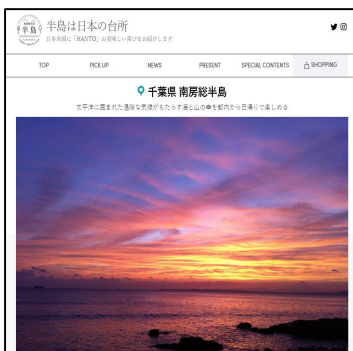 半島は日本の台所
日本全国に「HANTO」の美味しい喜びをお届けします
TOP PICK UP NEWS PRESENT SPECIAL CONTENTS SHOPPING
千葉県 南房総半島
太平洋に囲まれた温暖な気候がもたらす海と山の幸を都内から日帰りで楽しめる